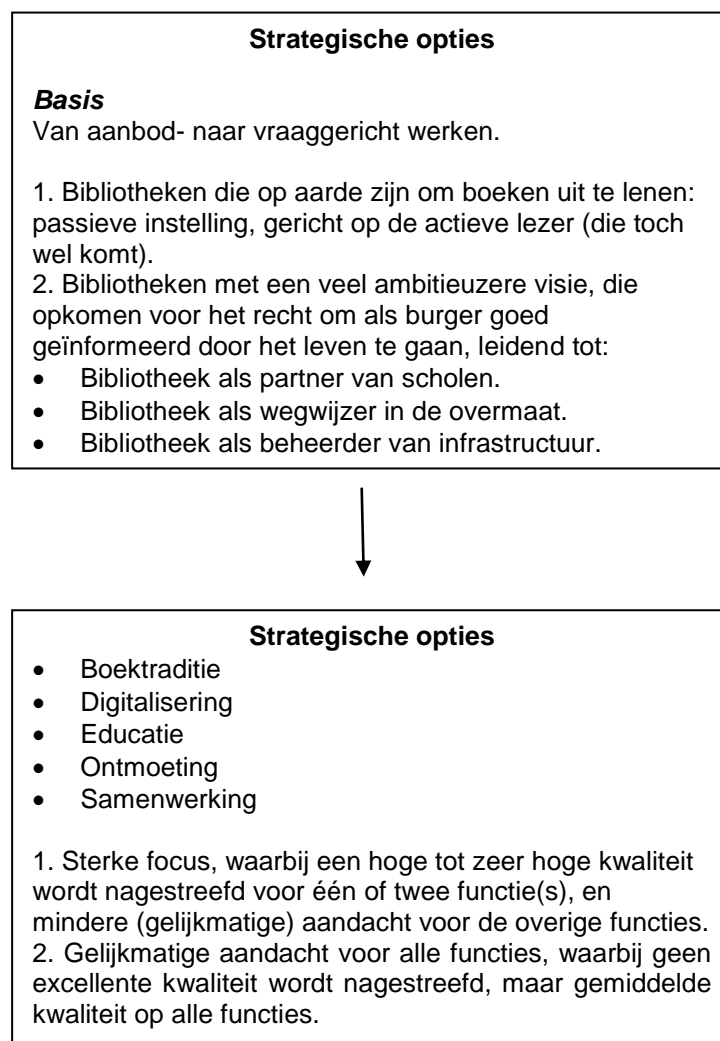 Strategische opties
Basis
Van aanbod- naar vraaggericht werken.
1. Bibliotheken die op aarde zijn om boeken uit te lenen:
passieve instelling, gericht op de actieve lezer (die toch
wel komt).
2. Bibliotheken met een veel ambitieuzere visie, die
opkomen voor het recht om als burger goed
geïnformeerd door het leven te gaan, leidend tot:
• Bibliotheek als partner van scholen.
• Bibliotheek als wegwijzer in de overmaat.
• Bibliotheek als beheerder van infrastructuur.
Strategische opties
• Boektraditie
• Digitalisering
• Educatie
• Ontmoeting
• Samenwerking
1. Sterke focus, waarbij een hoge tot zeer hoge kwaliteit
wordt nagestreefd voor één of twee functie(s), en
mindere (gelijkmatige) aandacht voor de overige functies.
2. Gelijkmatige aandacht voor alle functies, waarbij geen
excellente kwaliteit wordt nagestreefd, maar gemiddelde
kwaliteit op alle functies.